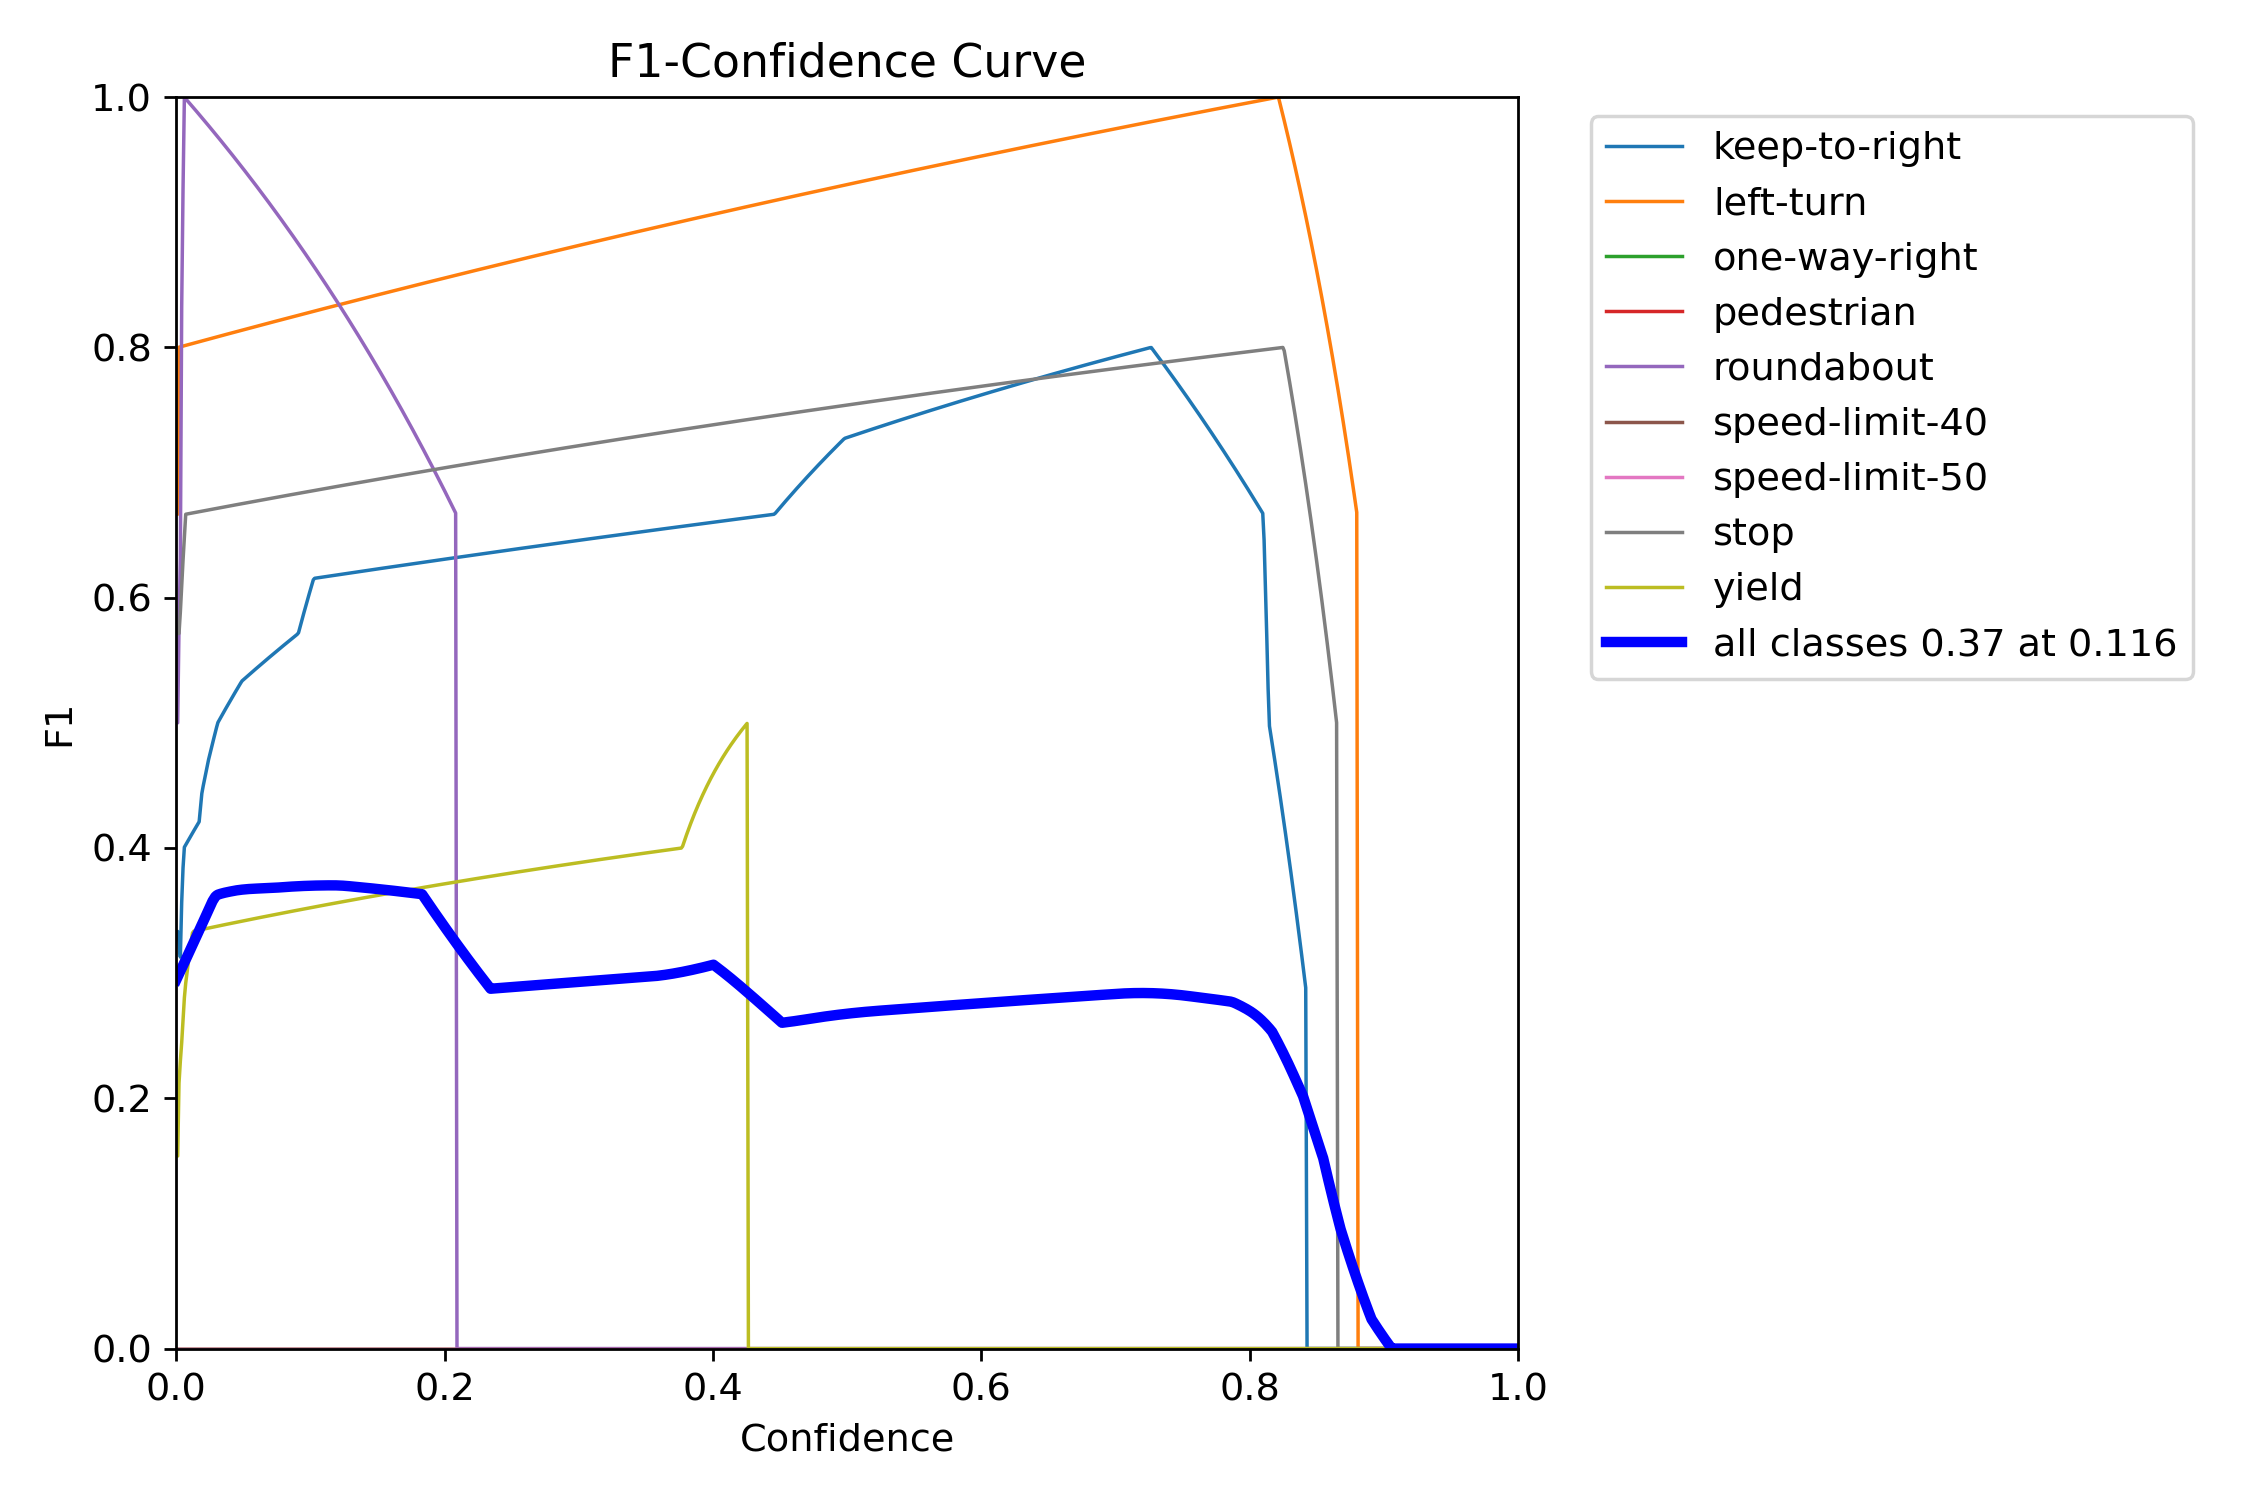 F1-Confidence Curve
1.0
0.8
0.6
0.4
0.2
0.0
F1
0.0 0.2 0.4 0.6 0.8 1.0
Confidence
keep-to-right
left-turn
one-way-right
pedestrian
roundabout
speed-limit-40
speed-limit-50
stop
yield
all classes 0.37 at 0.116